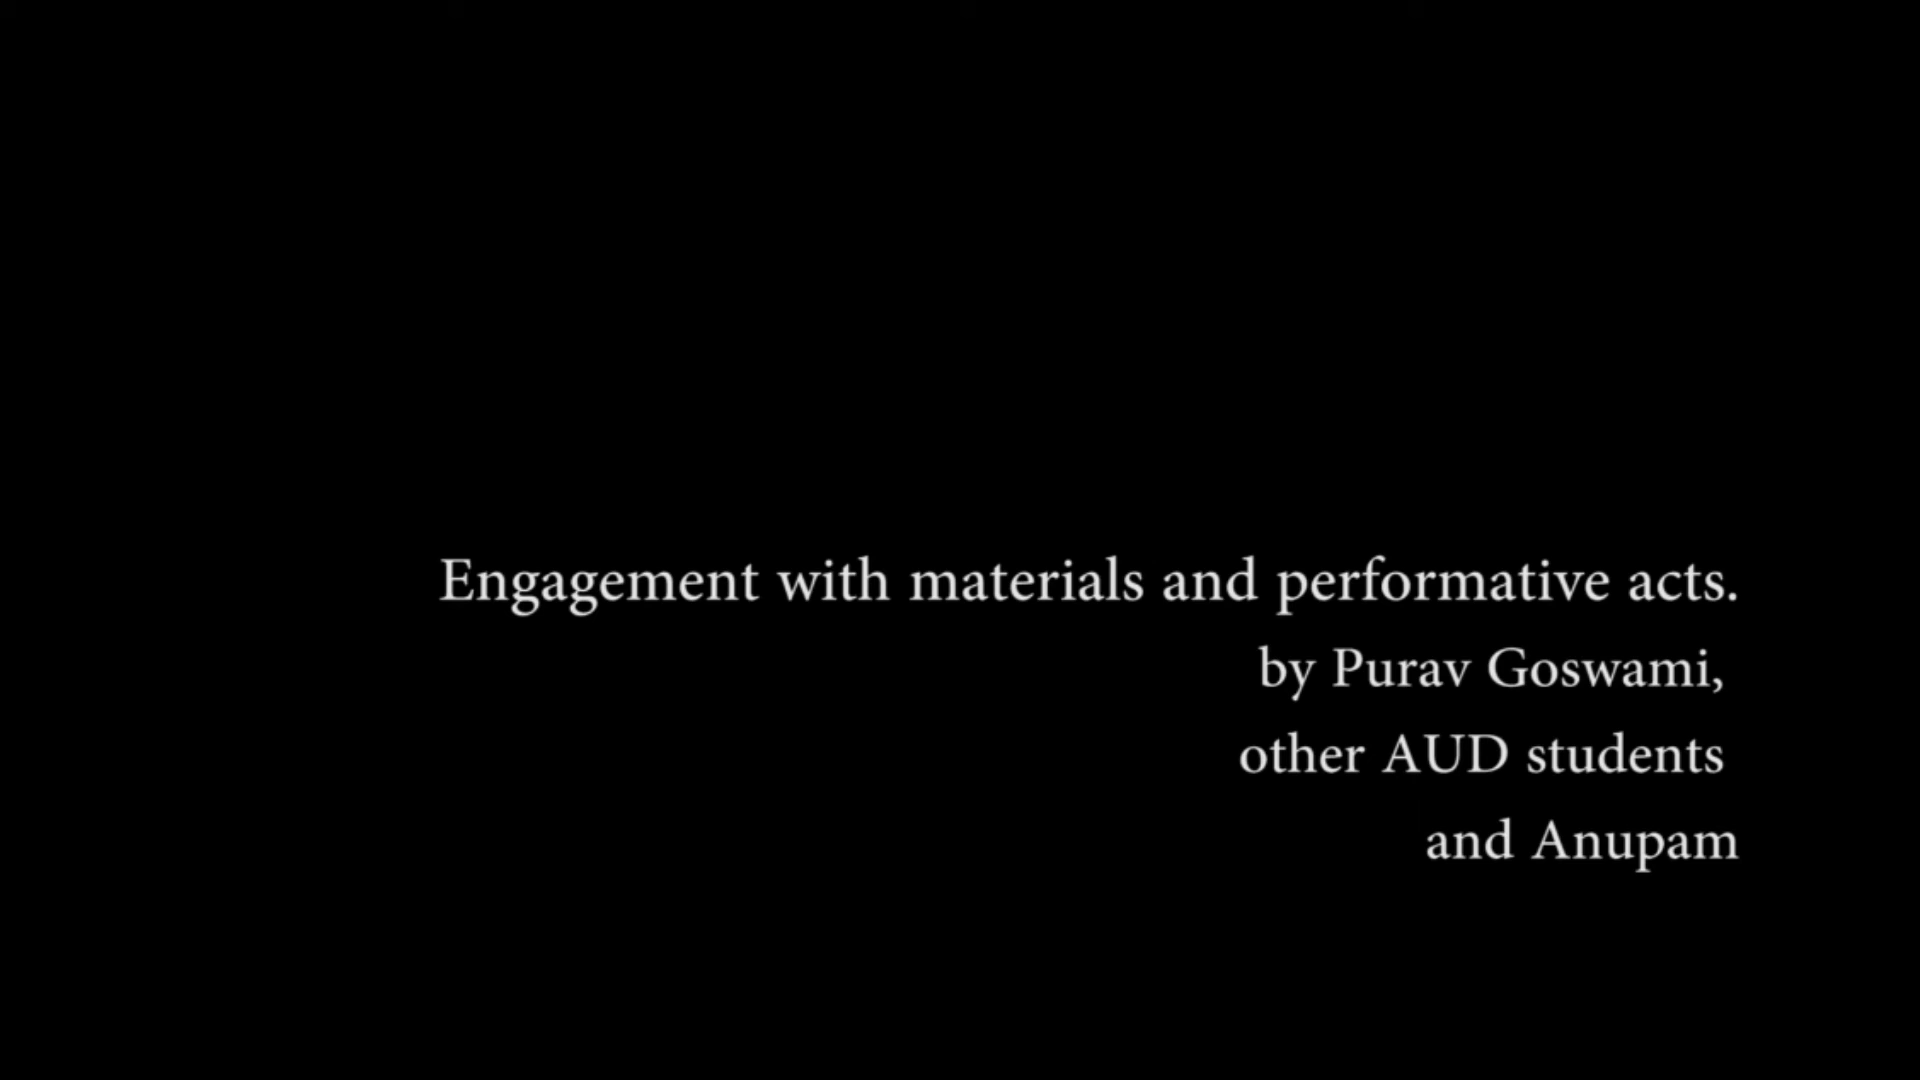 Engagement with materials and performative acts.
by Purav Goswami,
other AUD students
and Anupam